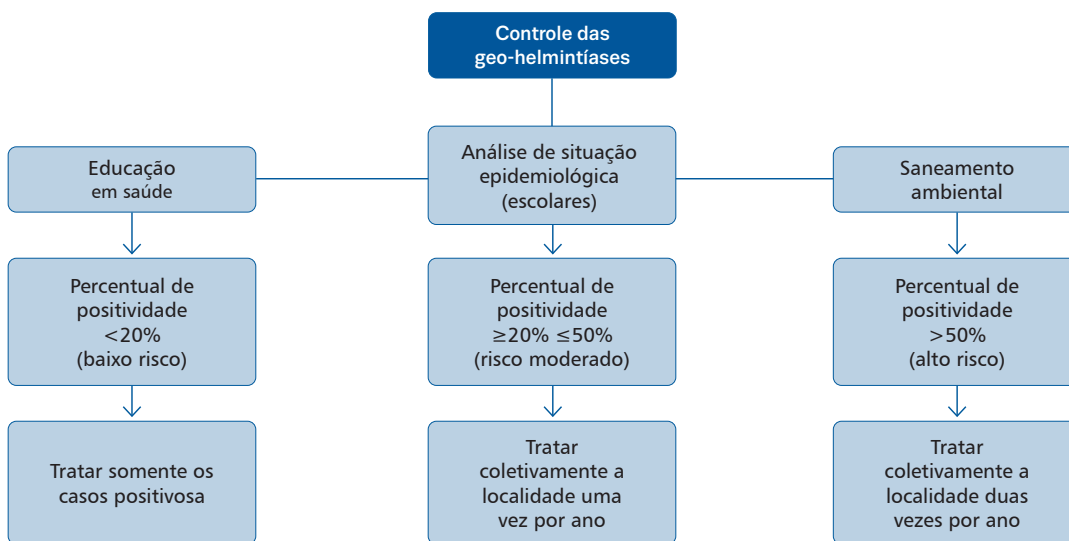 Controle das
geo-helmintíases
Educação
em saúde
Análise de situação
epidemiológica
(escolares)
Saneamento
ambiental
Percentual de
positividade
<20%
(baixo risco)
Percentual de
positividade
≥20% ≤50%
(risco moderado)
Percentual de
positividade
>50%
(alto risco)
Tratar somente os
casos positivosa
Tratar
coletivamente a
localidade uma
vez por ano
Tratar
coletivamente a
localidade duas
vezes por ano